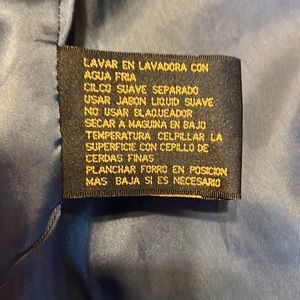 LAVAR EN LAVADORA CON
AGUA FRIA
CILCO SUAVE SEPARADO
USAR JABON LIQUID SUAVE
NO USAR BLAQUEADOR
SECAR A MAGUINA EN BAJO
TEMPERATURA CELPILLAR LA
SUPERFICIE CON CEPILLO DE
CERDAS FINAS
PLANCHAR FORRO EN POSICION
MAS BAJA SI ES NECESARIO